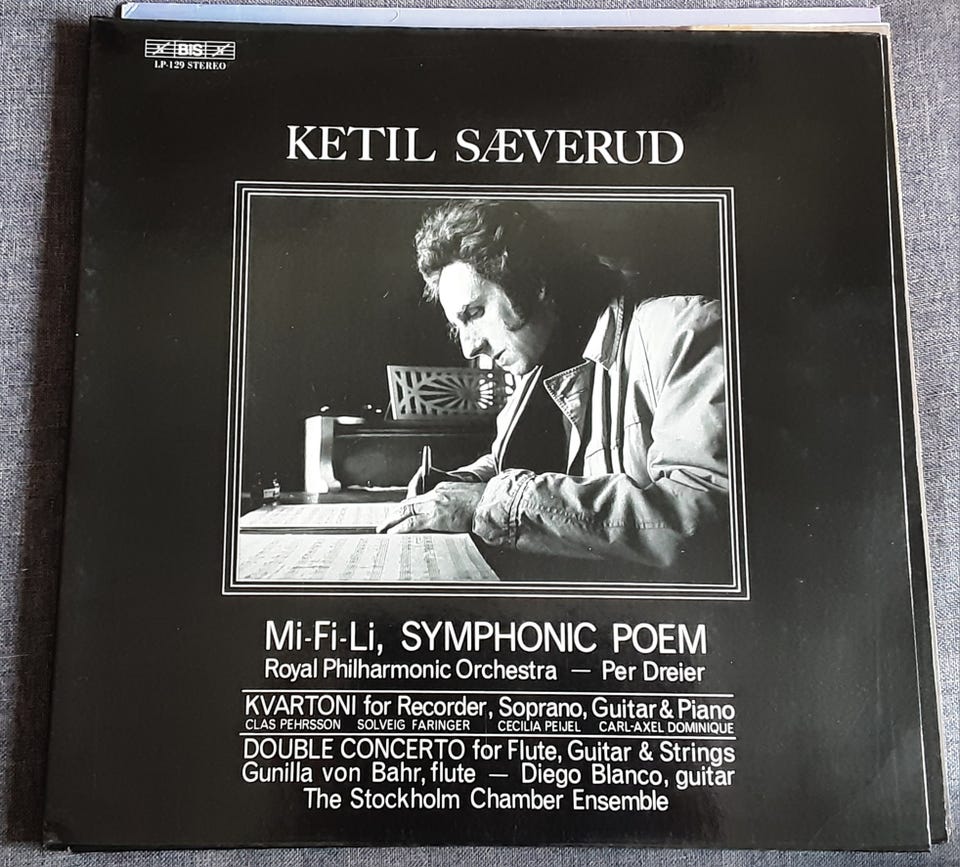 BIS
LP-129 STEREO
KETIL SÆVERUD
Mi-Fi-Li, SYMPHONIC POEM
Royal Philharmonic Orchestra — Per Dreier
KVARTONI for Recorder, Soprano, Guitar & Piano
CLAS PEHRSSON SOLVEIG FARINGER CECILIA PEIJEL CARL-AXEL DOMINIQUE
DOUBLE CONCERTO for Flute, Guitar & Strings
Gunilla von Bahr, flute — Diego Blanco, guitar
The Stockholm Chamber Ensemble